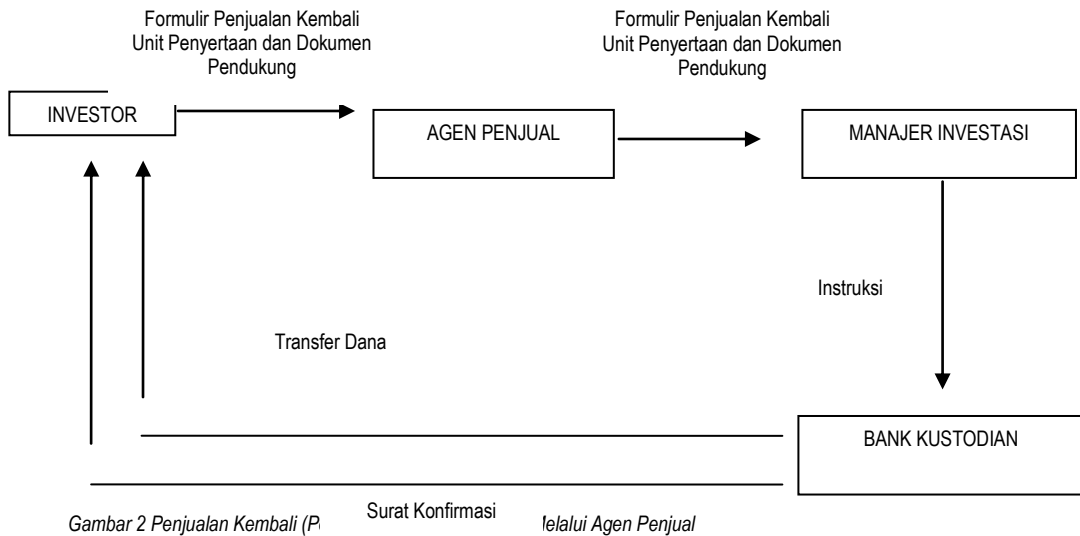 Formulir Penjualan Kembali
Unit Penyertaan dan Dokumen
Pendukung
Formulir Penjualan Kembali
Unit Penyertaan dan Dokumen
Pendukung
INVESTOR
AGEN PENJUAL
MANAJER INVESTASI
Instruksi
Transfer Dana
BANK KUSTODIAN
Surat Konfirmasi
Gambar 2 Penjualan Kembali Agen Penjual